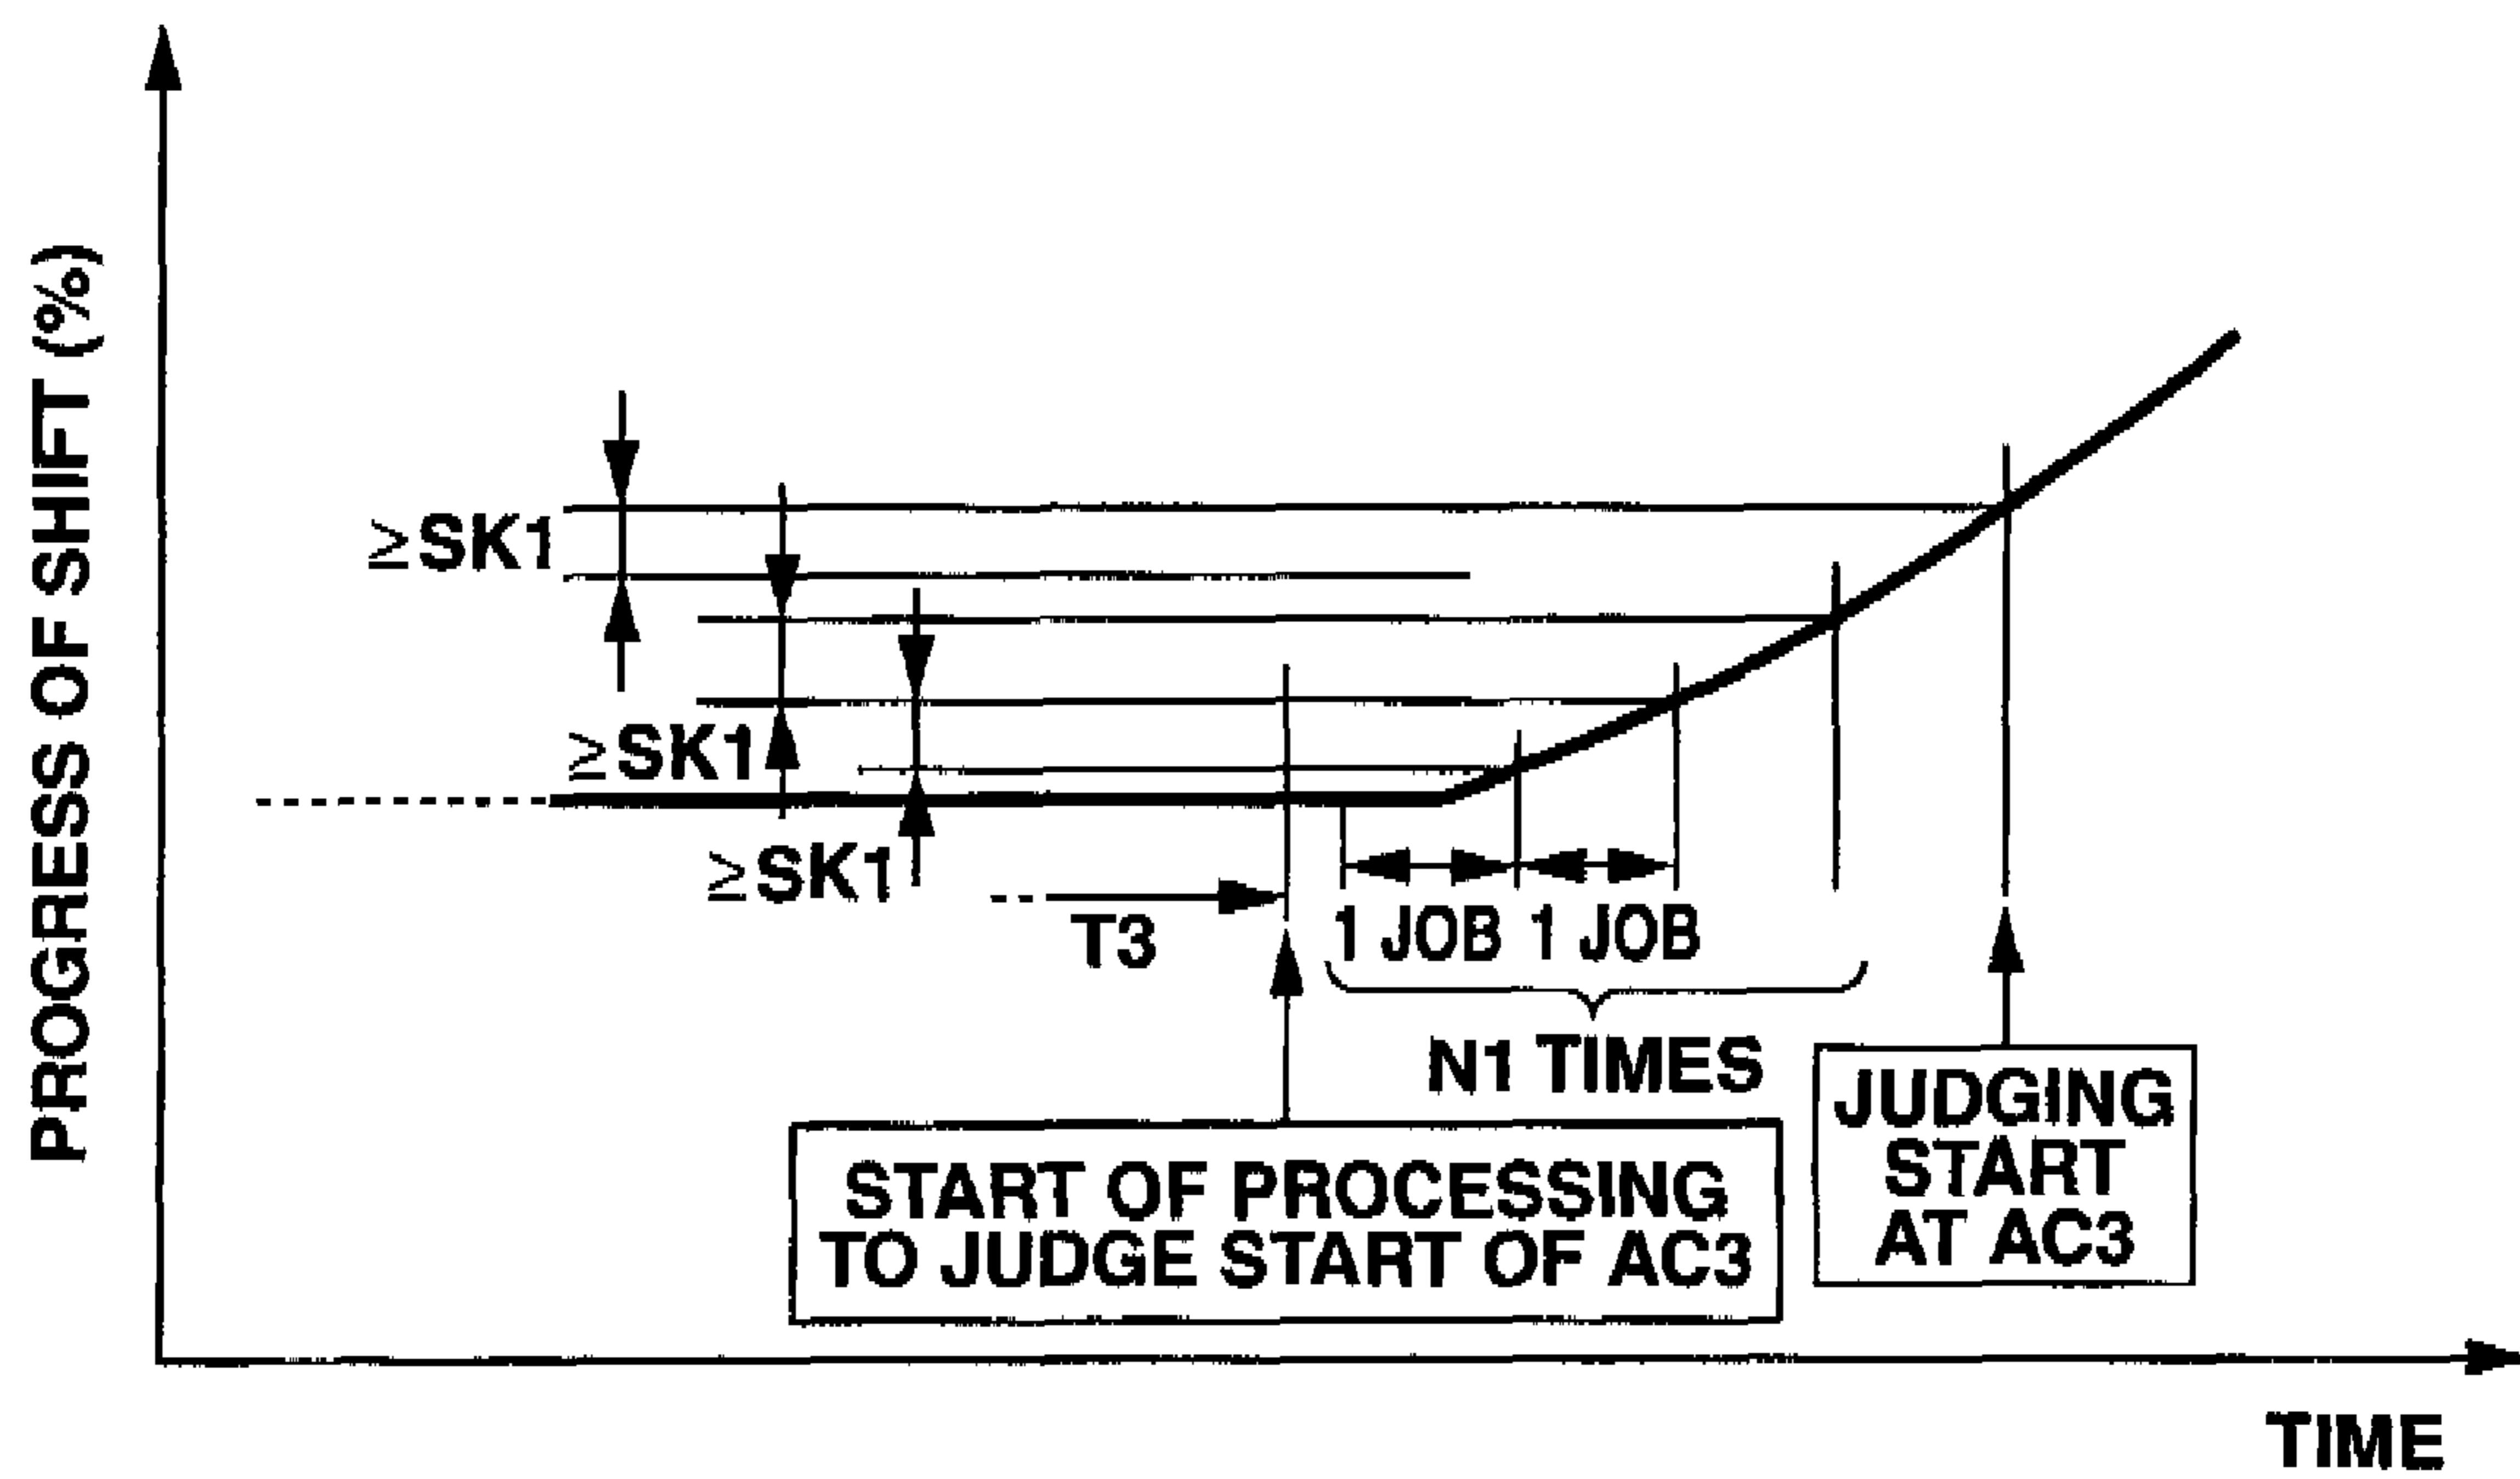 PROGRESS OF SHIFT (%)
≥SK1
≥SK1
≥SK1
T3
1 JOB 1 JOB
N1 TIMES
START OF PROCESSING
TO JUDGE START OF AC3
JUDGING
START
AT AC3
TIME